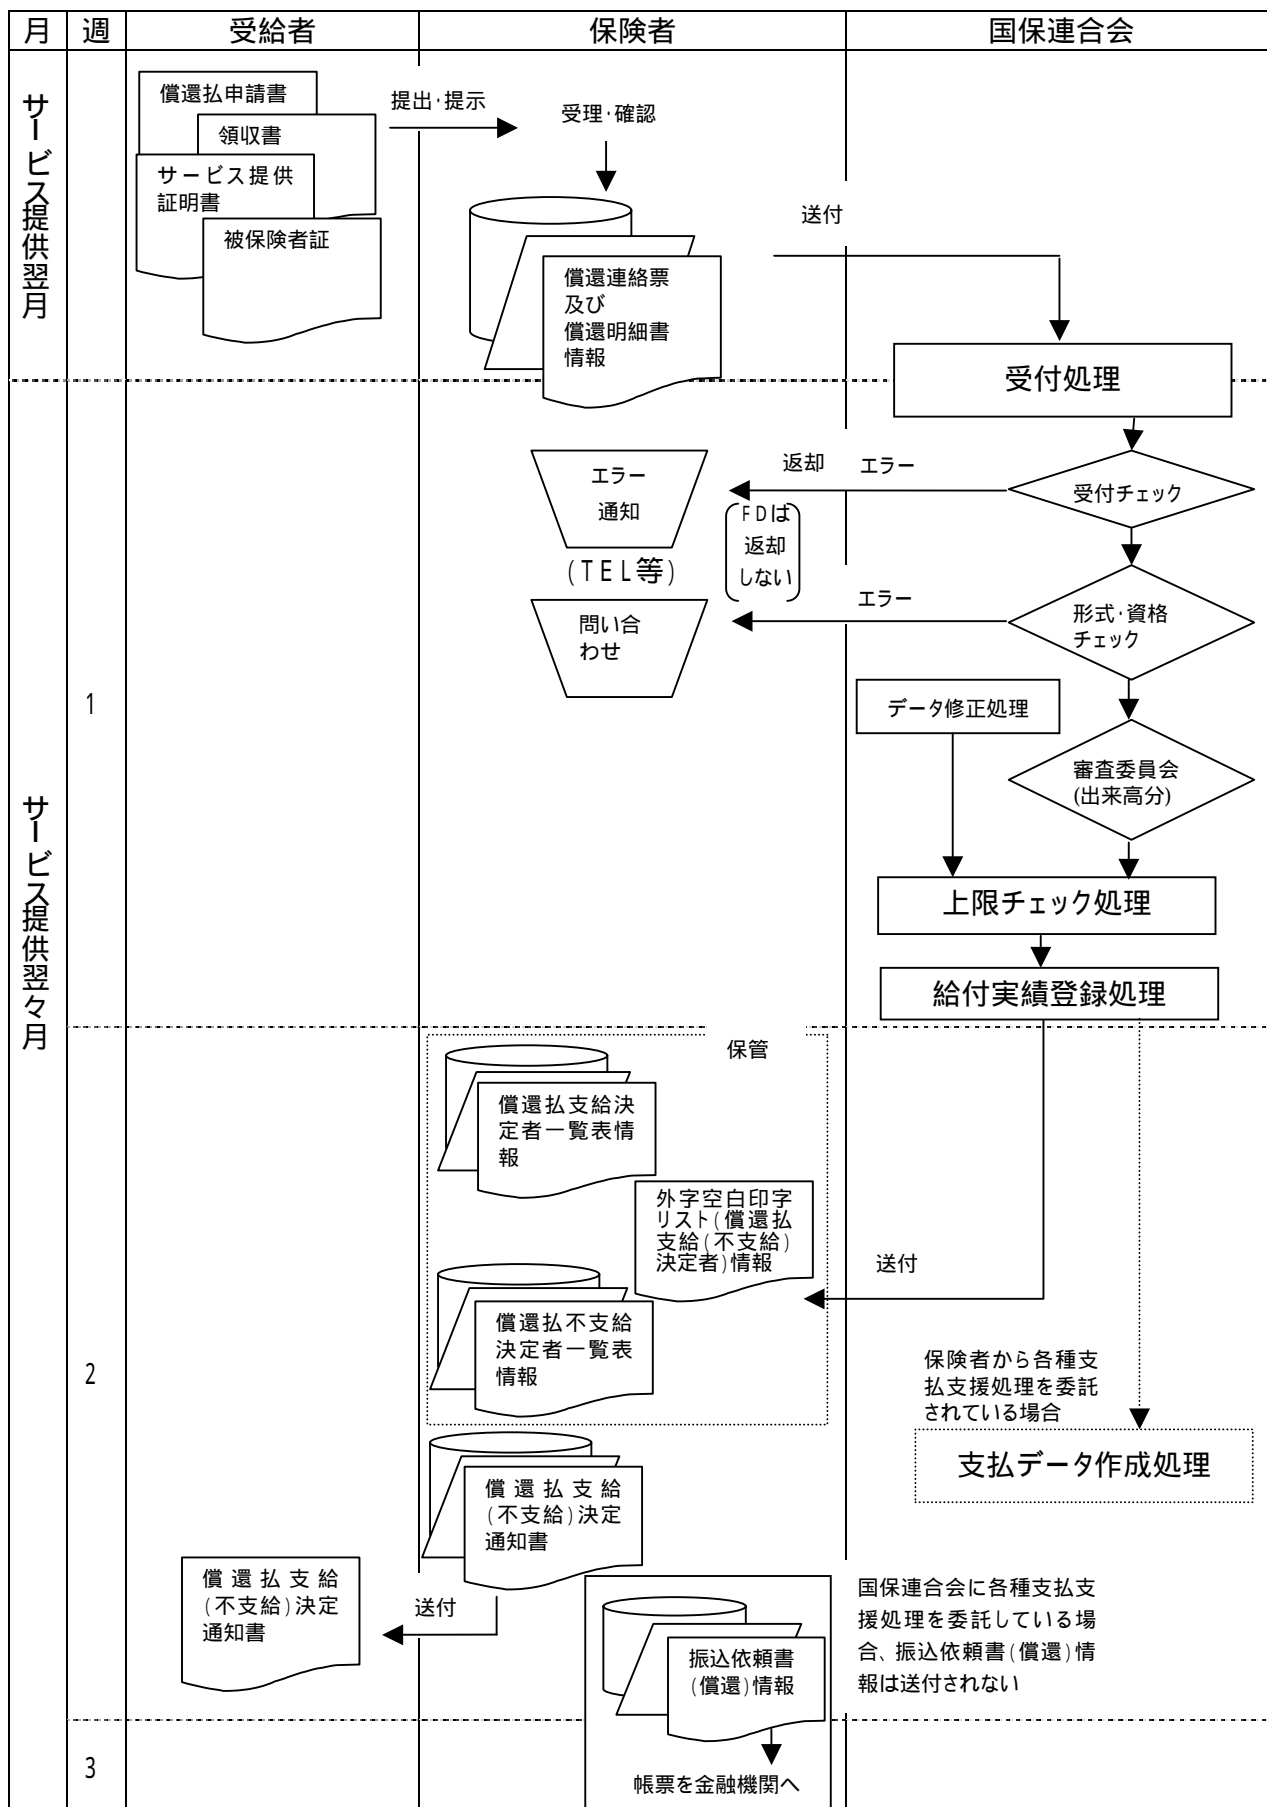 月
週
受給者
保険者
国保連合会
サービス提供翌月
償還払申請書
領収書
サービス提供
証明書
被保険者証
提出・提示
受理・確認
償還連絡票
及び
償還明細書
情報
送付
受付処理
サービス提供翌々月
1
エラー
通知
(TEL等)
返却
エラー
FDは
返却
しない
受付チェック
問い合
わせ
エラー
形式・資格
チェック
データ修正処理
審査委員会
(出来高分)
上限チェック処理
給付実績登録処理
2
保管
償還払支給決
定者一覧表情
報
外字空白印字
リスト(償還払
支給(不支給)
決定者)情報
送付
償還払不支給
決定者一覧表
情報
保険者から各種支
払支援処理を委託
されている場合
支払データ作成処理
償還払支給
(不支給)決定
通知書
送付
償還払支給
(不支給)決定
通知書
振込依頼書
(償還)情報
国保連合会に各種支払支
援処理を委託している場
合、振込依頼書(償還)情
報は送付されない
3
帳票を金融機関へ